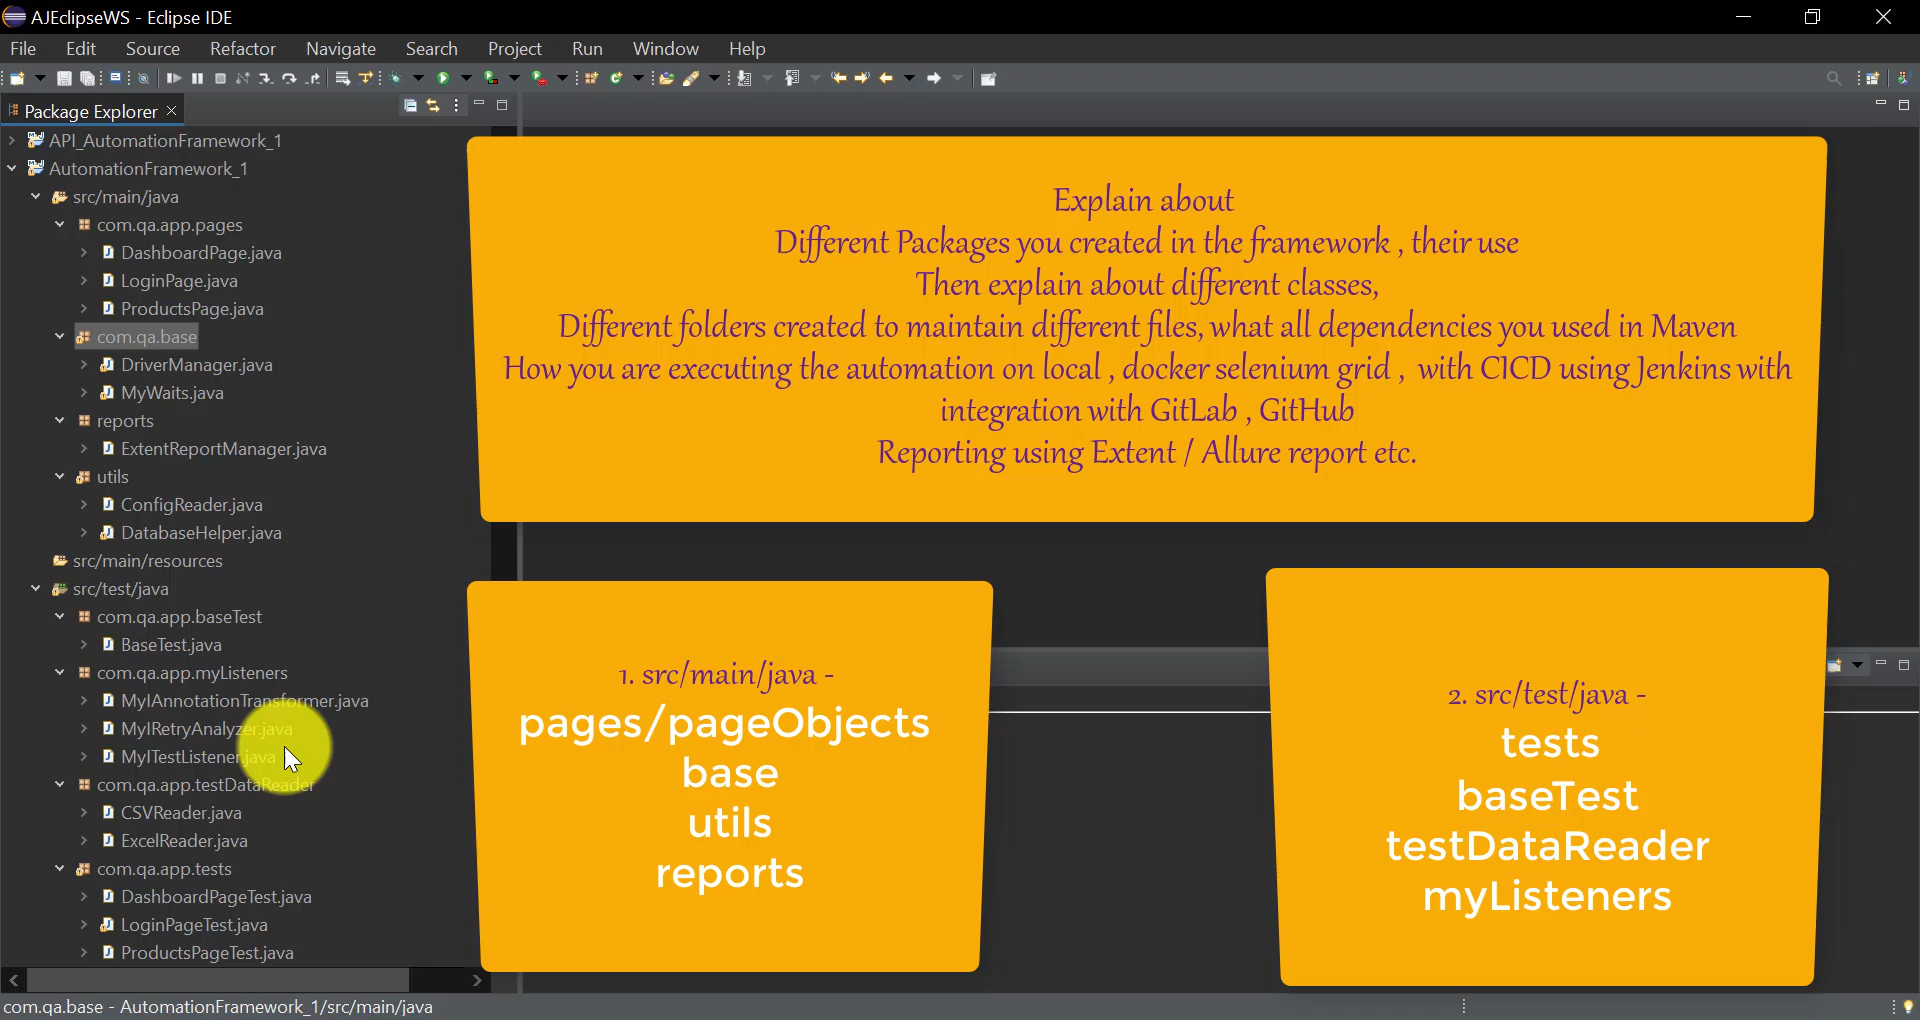 AJEclipseWS - Eclipse IDE
File Edit Source Refactor Navigate Search Project Run Window Help
Package Explorer
API_AutomationFramework_1
AutomationFramework_1
src/main/java
com.qa.app.pages
DashboardPage.java
LoginPage.java
ProductsPage.java
com.qa.base
DriverManager.java
MyWaits.java
reports
ExtentReportManager.java
utils
ConfigReader.java
DatabaseHelper.java
src/main/resources
src/test/java
com.qa.app.baseTest
BaseTest.java
com.qa.app.myListeners
MyIAnnotationTransformer.java
MyIRetryAnalyzer.java
MyITestListener.java
com.qa.app.testDataReader
CSVReader.java
ExcelReader.java
com.qa.app.tests
DashboardPageTest.java
LoginPageTest.java
ProductsPageTest.java
Explain about
Different Packages you created in the framework , their use
Then explain about different classes,
Different folders created to maintain different files, what all dependencies you used in Maven
How you are executing the automation on local , docker selenium grid , with CICD using Jenkins with
integration with GitLab , GitHub
Reporting using Extent / Allure report etc.
1. src/main/java -
pages/pageObjects
base
utils
reports
2. src/test/java -
tests
baseTest
testDataReader
myListeners
com.qa.base - AutomationFramework_1/src/main/java